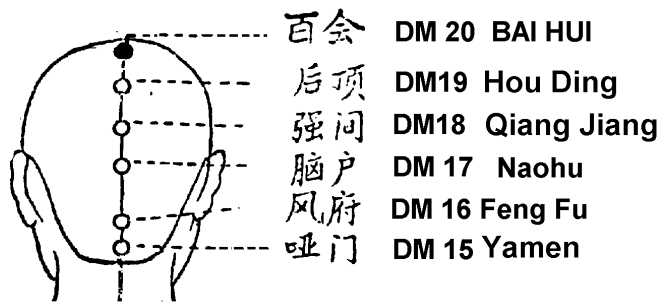 百会 DM 20 BAI HUI
后顶 DM19 Hou Ding
强间 DM18 Qiang Jiang
脑户 DM 17 Naohu
风府 DM 16 Feng Fu
哑门 DM 15 Yamen